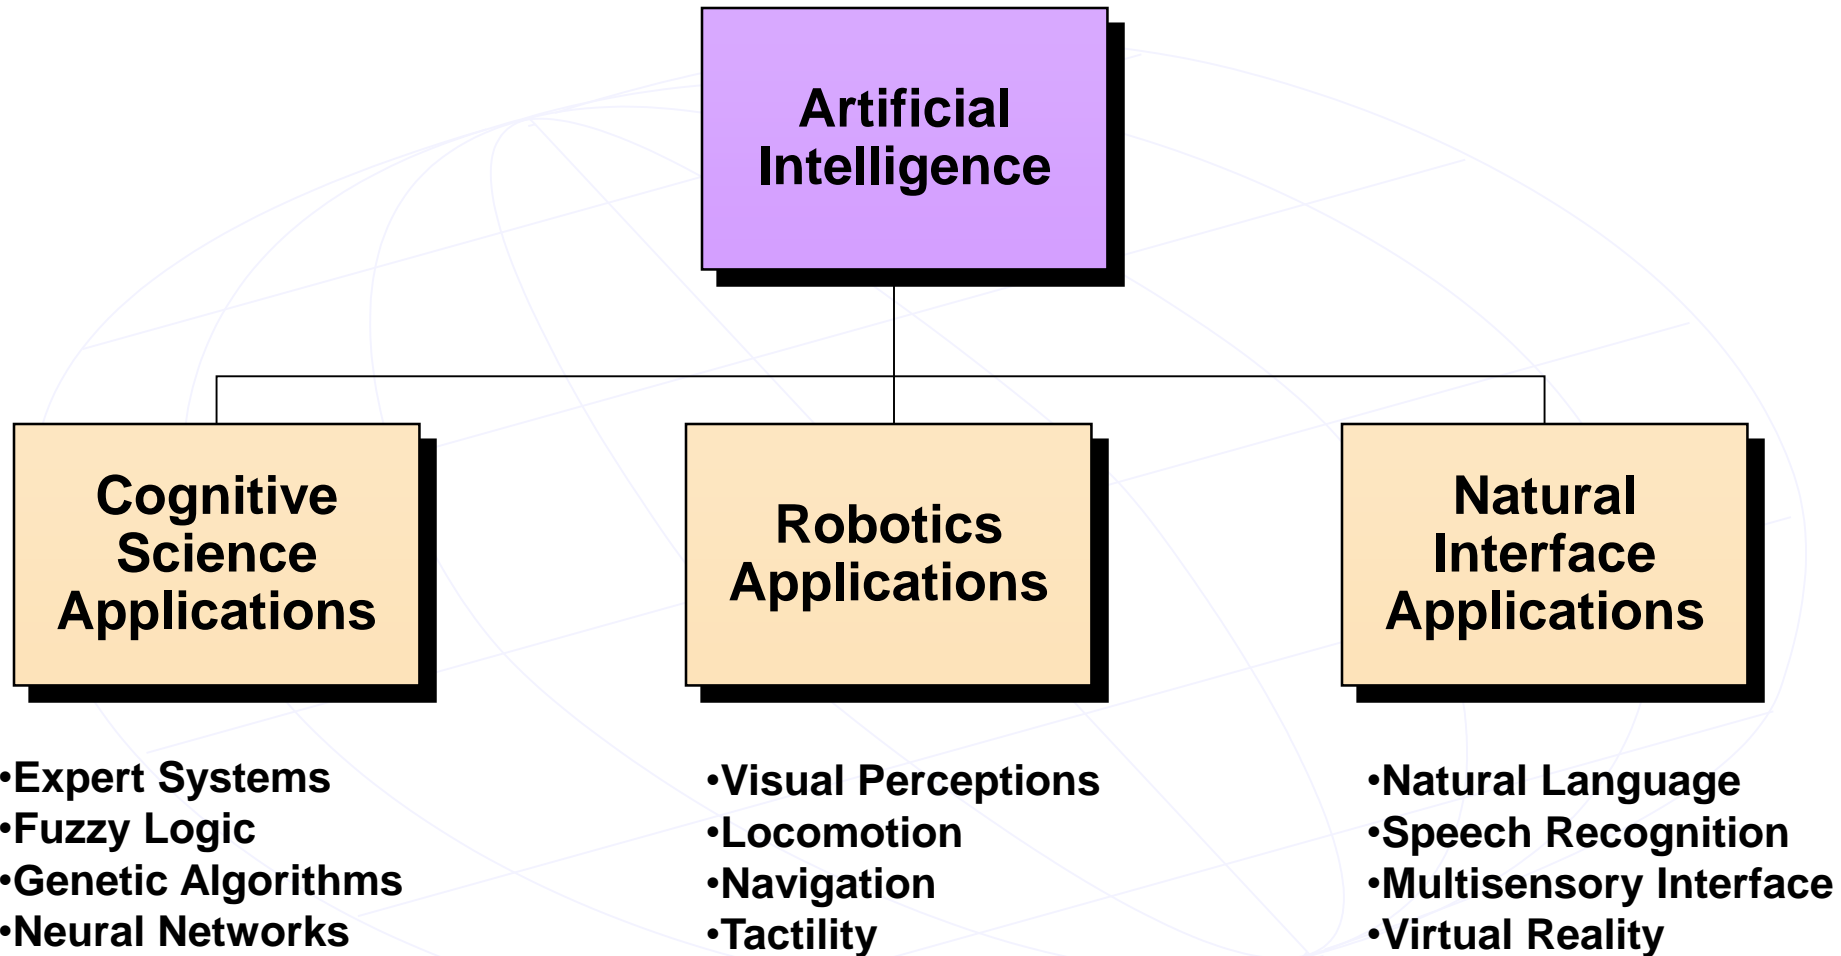 Artificial
Intelligence
Cognitive
Science
Applications
Robotics
Applications
Natural
Interface
Applications
•Expert Systems
•Fuzzy Logic
•Genetic Algorithms
•Neural Networks
•Visual Perceptions
•Locomotion
•Navigation
•Tactility
•Natural Language
•Speech Recognition
•Multisensory Interface
•Virtual Reality